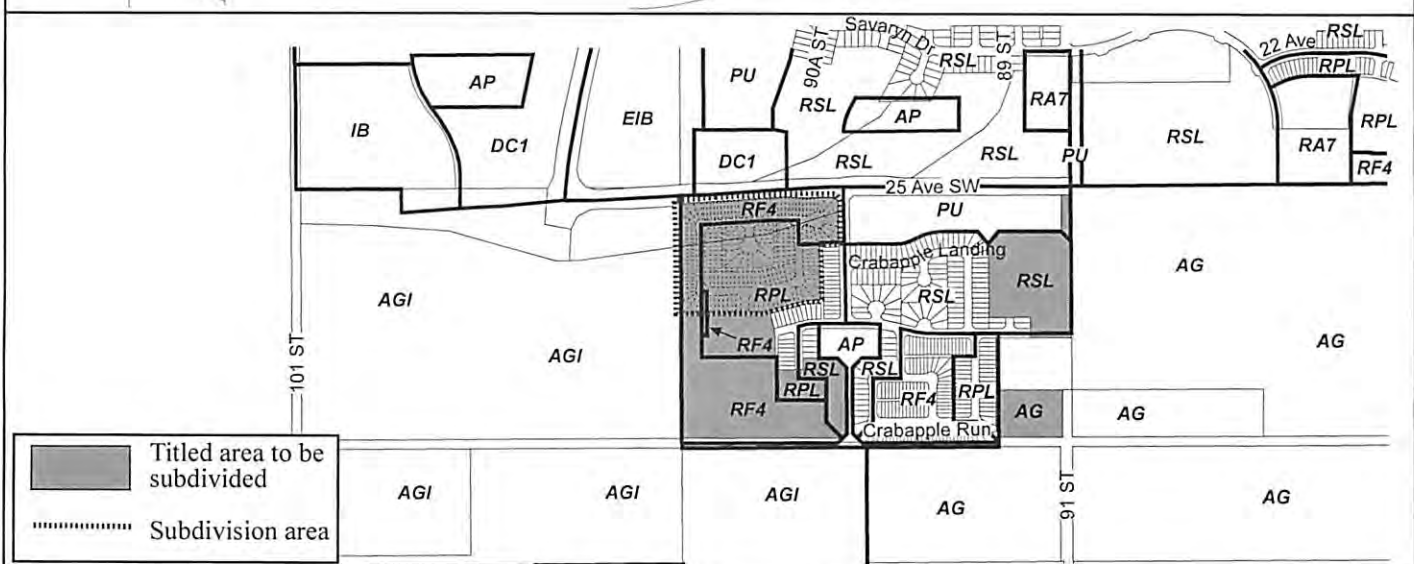 Savaryn Dr
90A ST
89 ST
RSL
22 Ave
RSL
RPL
AP
PU
RSL
AP
RA7
IB
EIB
RSL
RPL
DC1
DC1
RSL
RSL
PU
RA7
RF4
25 Ave SW
RF4
PU
Crabapple Landing
AG
RSL
AGI
RPL
RSL
101 ST
AGI
RF4
AP
AG
RSL
RSL
RPL
RF4
RPL
RF4
AG
AG
Crabapple Run
Titled area to be
subdivided
Subdivision area
AGI
AGI
AGI
AG
91 ST
AG